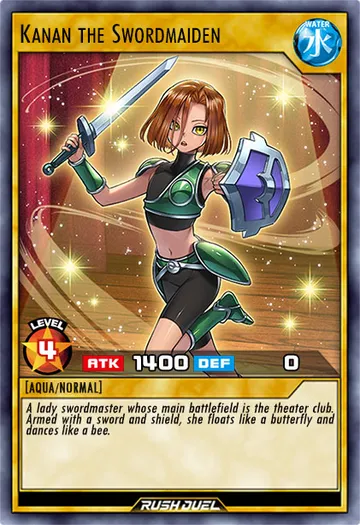 KANAN THE SWORDMAIDEN
WATER
水
LEVEL
4
ATK 1400 DEF 0
[AQUA/NORMAL]
A lady swordmaster whose main battlefield is the theater club.
Armed with a sword and shield, she floats like a butterfly and
dances like a bee.
RUSH DUEL